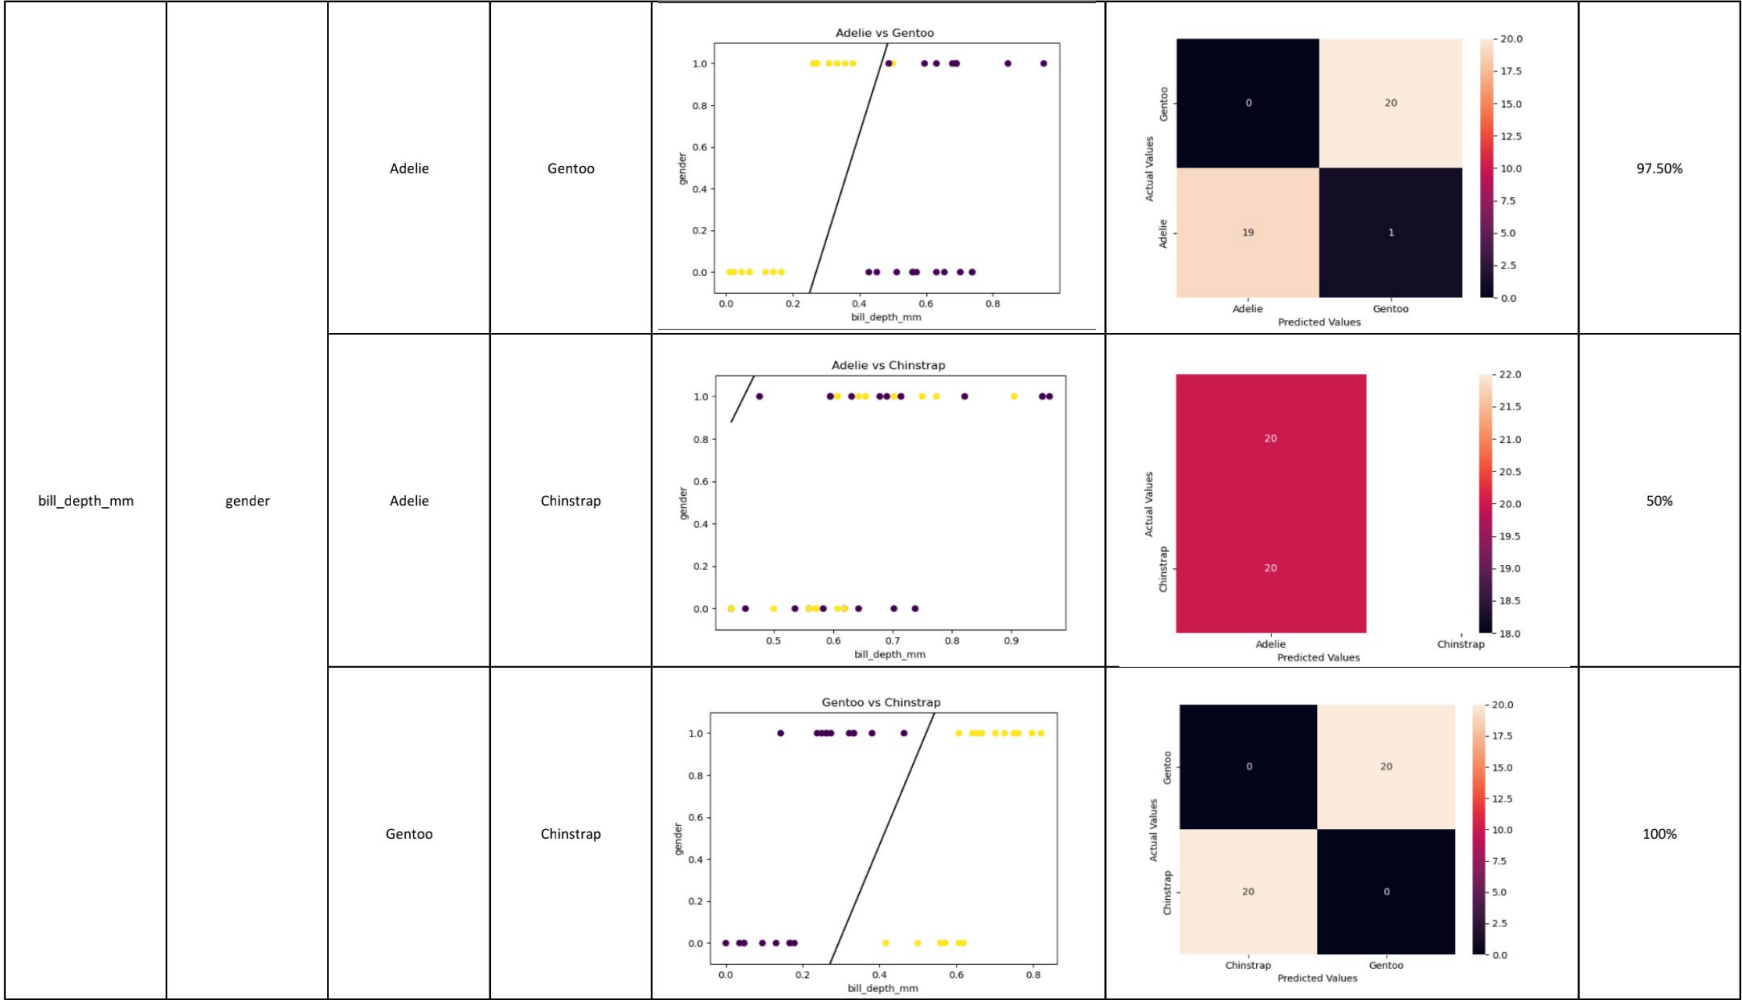 bill_depth_mm
gender
Adelie
Gentoo
Adelie vs Gentoo
1.0
0.8
0.6
0.4
0.2
0.0
gender
0.0 0.2 0.4 0.6 0.8
bill_depth_mm
Gentoo
Adelie
Actual Values
0 20
19 1
Adelie Gentoo
Predicted Values
20.0
17.5
15.0
12.5
10.0
7.5
5.0
2.5
0.0
97.50%
Adelie
Chinstrap
Adelie vs Chinstrap
1.0
0.8
0.6
0.4
0.2
0.0
gender
0.5 0.6 0.7 0.8 0.9
bill_depth_mm
Actual Values
Chinstrap
20
20
Adelie Chinstrap
Predicted Values
22.0
21.5
21.0
20.5
20.0
19.5
19.0
18.5
18.0
50%
Gentoo
Chinstrap
Gentoo vs Chinstrap
1.0
0.8
0.6
0.4
0.2
0.0
gender
0.0 0.2 0.4 0.6 0.8
bill_depth_mm
Gentoo
Chinstrap
Actual Values
0 20
20 0
Chinstrap Gentoo
Predicted Values
20.0
17.5
15.0
12.5
10.0
7.5
5.0
2.5
0.0
100%